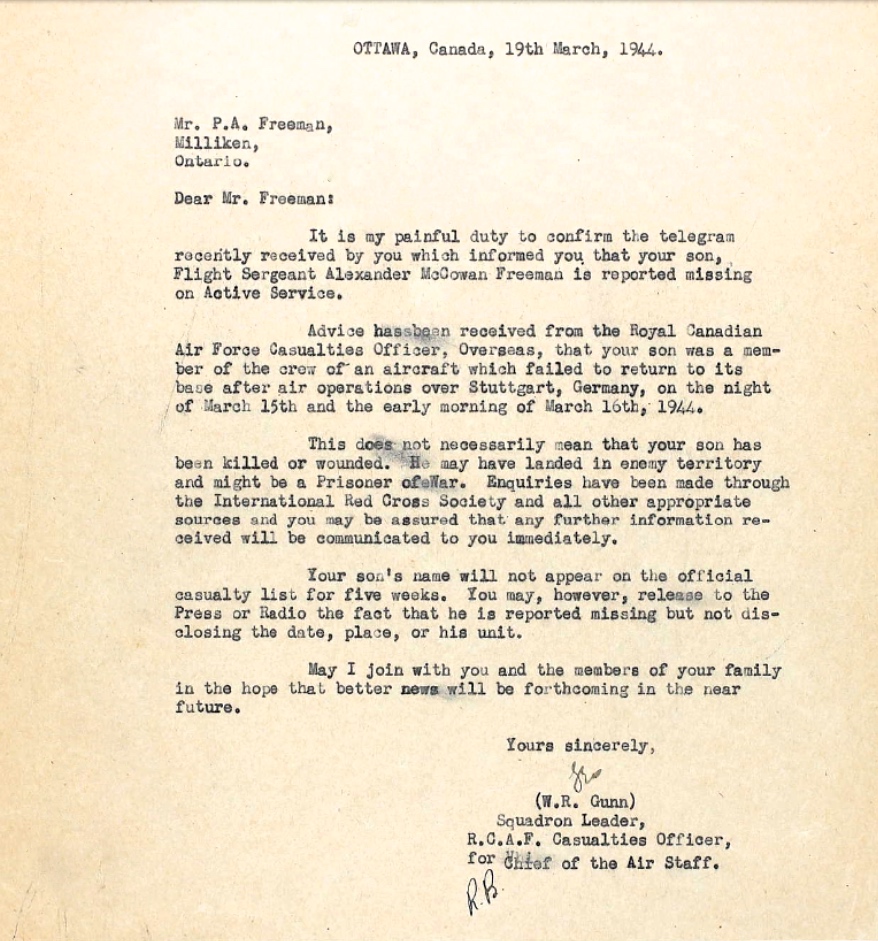 OTTAWA, Canada, 19th March, 1944.
Mr. P.A. Freeman,
Milliken,
Ontario.
Dear Mr. Freeman:
It is my painful duty to confirm the telegram
recently received by you which informed you that your son,
Flight Sergeant Alexander McCowan Freeman is reported missing
on Active Service.
Advice hasbeen received from the Royal Canadian
Air Force Casualties Officer, Overseas, that your son was a mem-
ber of the crew of an aircraft which failed to return to its
base after air operations over Stuttgart, Germany, on the night
of March 15th and the early morning of March 16th, 1944.
This does not necessarily mean that your son has
been killed or wounded. He may have landed in enemy territory
and might be a Prisoner ofeWar. Enquiries have been made through
the International Red Cross Society and all other appropriate
sources and you may be assured that any further information re-
ceived will be communicated to you immediately.
Your son's name will not appear on the official
casualty list for five weeks. You may, however, release to the
Press or Radio the fact that he is reported missing but not dis-
closing the date, place, or his unit.
May I join with you and the members of your family
in the hope that better news will be forthcoming in the near
future.
Yours sincerely,
(W.R. Gunn)
Squadron Leader,
R.C.A.F. Casualties Officer,
for Chief of the Air Staff.
R.B.